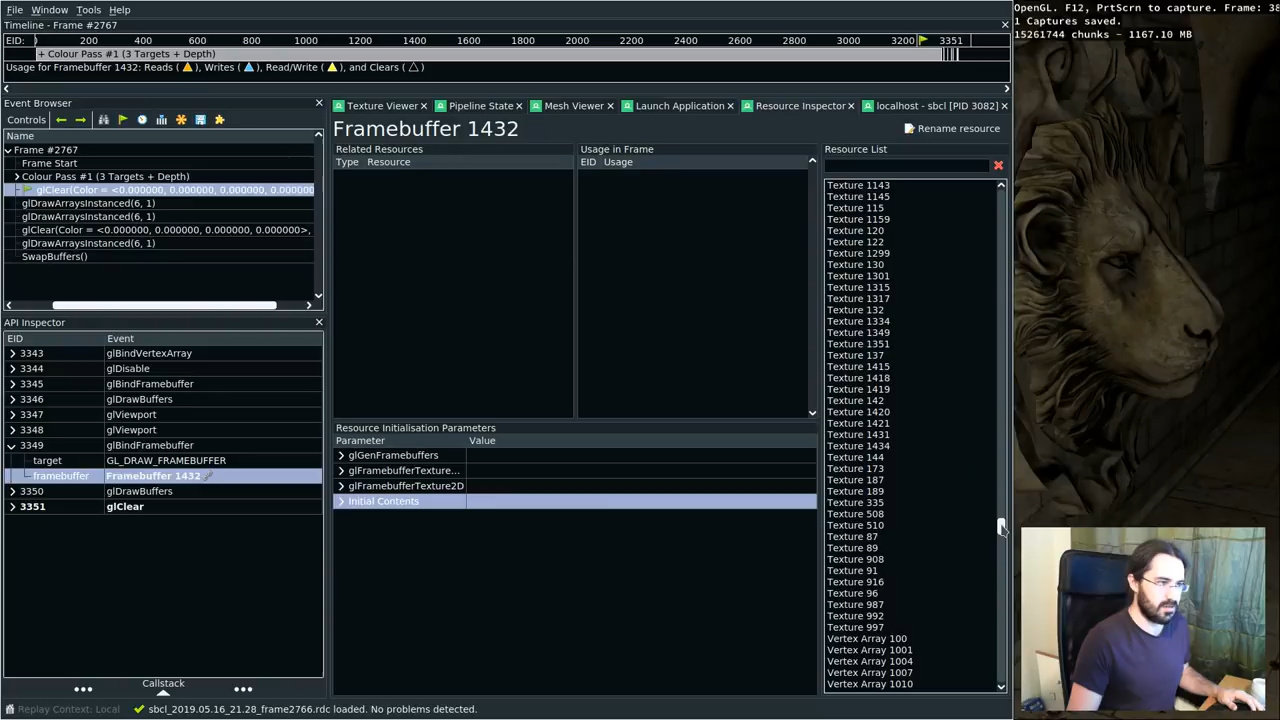 File Window Tools Help
Timeline - Frame #2767
EID: 0 200 400 600 800 1000 1200 1400 1600 1800 2000 2200 2400 2600 2800 3000 3200 3351
+ Colour Pass #1 (3 Targets + Depth)
Usage for Framebuffer 1432: Reads ( ), Writes ( ), Read/Write ( ), and Clears ( )
Event Browser
Controls
Name
Frame #2767
Frame Start
Colour Pass #1 (3 Targets + Depth)
glClear(Color = <0.000000, 0.000000, 0.000000, 0.000000
glDrawArraysInstanced(6, 1)
glDrawArraysInstanced(6, 1)
glClear(Color = <0.000000, 0.000000, 0.000000, 0.000000>,
glDrawArraysInstanced(6, 1)
SwapBuffers()
API Inspector
EID Event
3343 glBindVertexArray
3344 glDisable
3345 glBindFramebuffer
3346 glDrawBuffers
3347 glViewport
3348 glViewport
3349 glBindFramebuffer
target GL_DRAW_FRAMEBUFFER
framebuffer Framebuffer 1432
3350 glDrawBuffers
3351 glClear
Callstack
Texture Viewer Pipeline State Mesh Viewer Launch Application Resource Inspector localhost - sbcl [PID 3082]
Framebuffer 1432
Rename resource
Related Resources
Type Resource
Usage in Frame
EID Usage
Resource Initialisation Parameters
Parameter Value
glGenFramebuffers
glFramebufferTexture...
glFramebufferTexture2D
Initial Contents
Resource List
Texture 1143
Texture 1145
Texture 115
Texture 1159
Texture 120
Texture 122
Texture 1299
Texture 130
Texture 1301
Texture 1315
Texture 1317
Texture 132
Texture 1334
Texture 1349
Texture 1351
Texture 137
Texture 1415
Texture 1418
Texture 1419
Texture 142
Texture 1420
Texture 1421
Texture 1431
Texture 1434
Texture 144
Texture 173
Texture 187
Texture 189
Texture 335
Texture 508
Texture 510
Texture 87
Texture 89
Texture 908
Texture 91
Texture 916
Texture 96
Texture 987
Texture 992
Texture 997
Vertex Array 100
Vertex Array 1001
Vertex Array 1004
Vertex Array 1007
Vertex Array 1010
Replay Context: Local sbcl_2019.05.16_21.28_frame2766.rdc loaded. No problems detected.
OpenGL. F12, PrtScrn to capture. Frame: 38
1 Captures saved.
15261744 chunks - 1167.10 MB